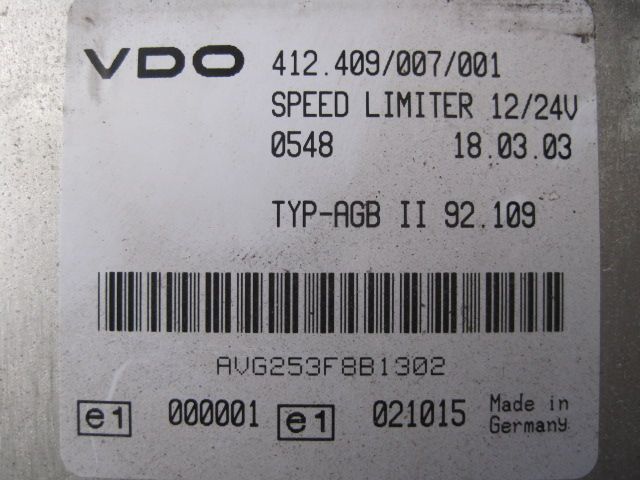 VDO 412.409/007/001
SPEED LIMITER 12/24V
0548 18.03.03
TYP-AGB II 92.109
AVG253F8B1302
e1 000001 e1 021015 Made in
Germany